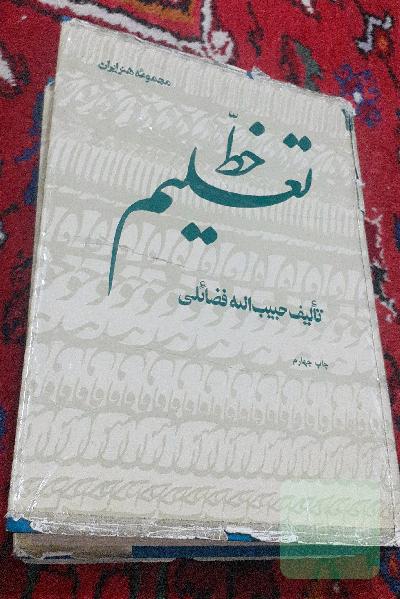 مجموعه هنر ایران
تعلیم خطّ
تألیف حبیب الله فضائلی
چاپ چهارم